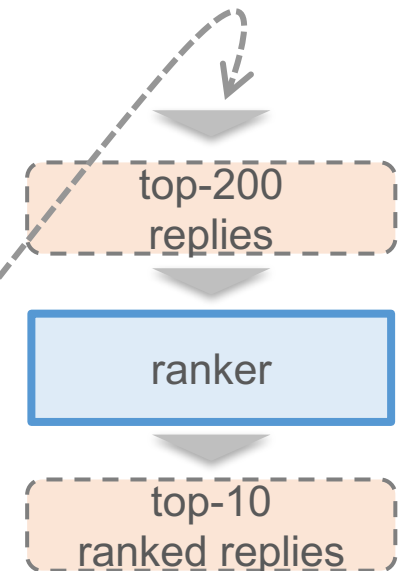 top-200
replies
ranker
top-10
ranked replies